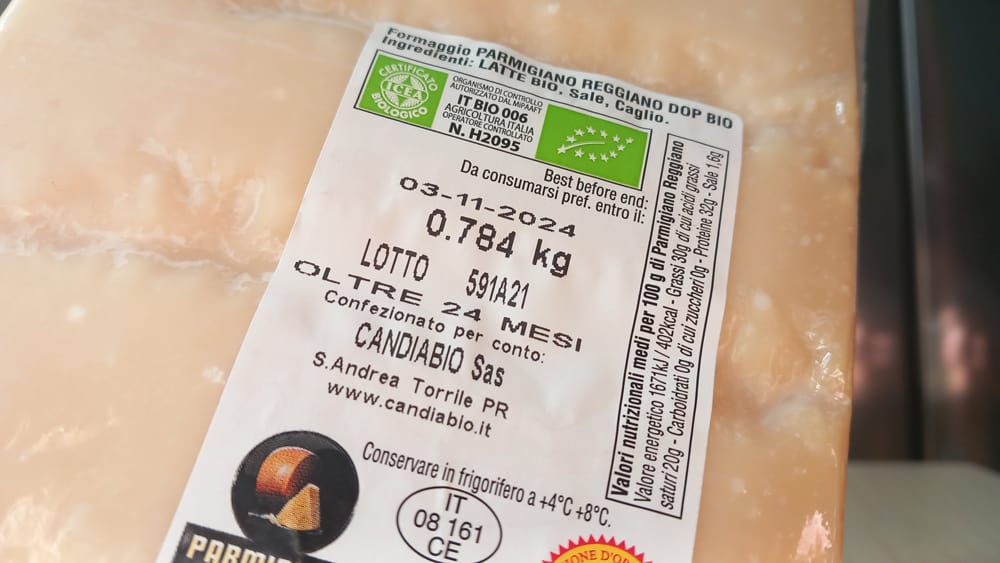 Formaggio PARMIGIANO REGGIANO DOP BIO
Ingredienti: LATTE BIO, Sale, Caglio.
CERTIFICATO
ICEA
BIOLOGICO
ORGANISMO DI CONTROLLO
AUTORIZZATO DAL MIPAAFT
IT BIO 006
AGRICOLTURA ITALIA
OPERATORE CONTROLLATO
N. H2095
Best before end:
Da consumarsi pref. entro il:
03-11-2024
0.784 kg
LOTTO 591A21
OLTRE 24 MESI
Confezionato per conto:
CANDIABIO Sas
S.Andrea Torrile PR
www.candiabio.it
Conservare in frigorifero a +4°C +8°C.
IT
08 161
CE
Valori nutrizionali medi per 100 g di Parmigiano Reggiano
Valore energetico 1671kJ / 402kcal - Grassi 30g di cui acidi grassi
saturi 20g - Carboidrati 0g di cui zuccheri 0g - Proteine 32g - Sale 1,6g